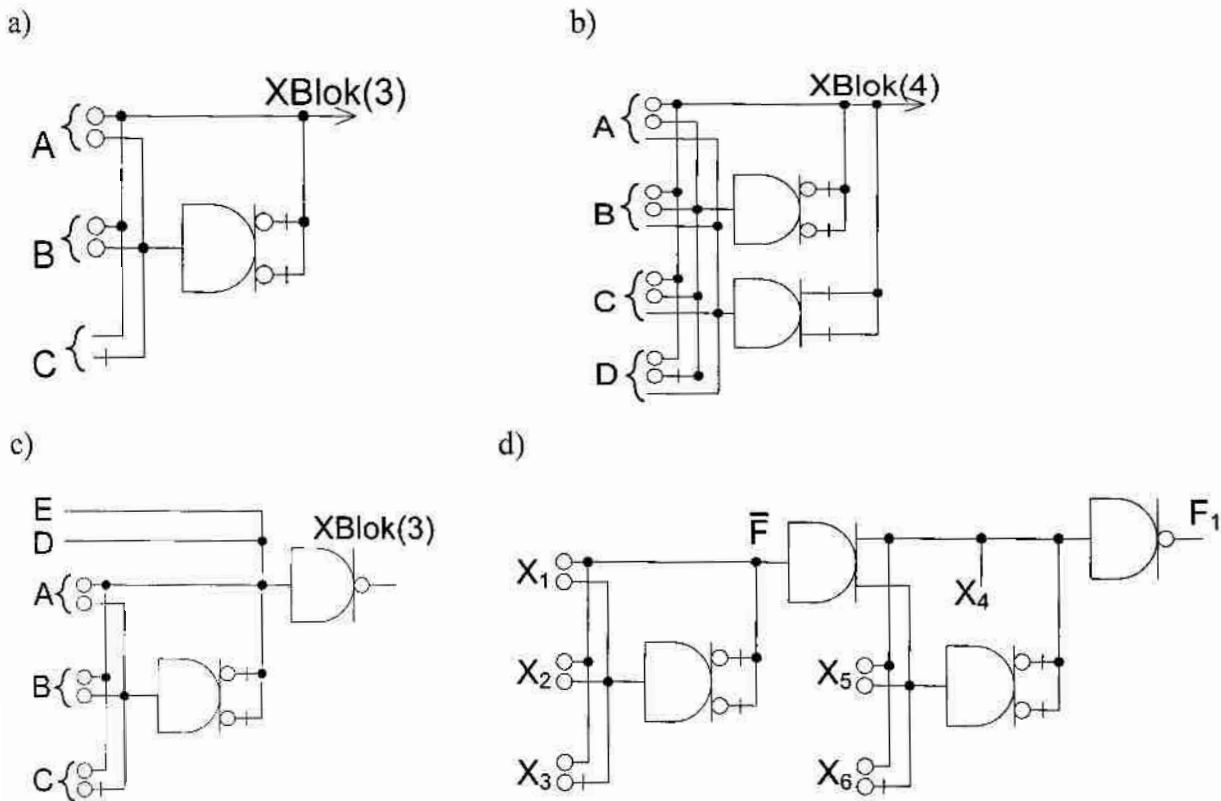 a)
XBlok(3)
A
B
C
b)
XBlok(4)
A
B
C
D
c)
E
D
XBlok(3)
A
B
C
d)
F̅
F₁
X₁
X₄
X₂
X₅
X₃
X₆